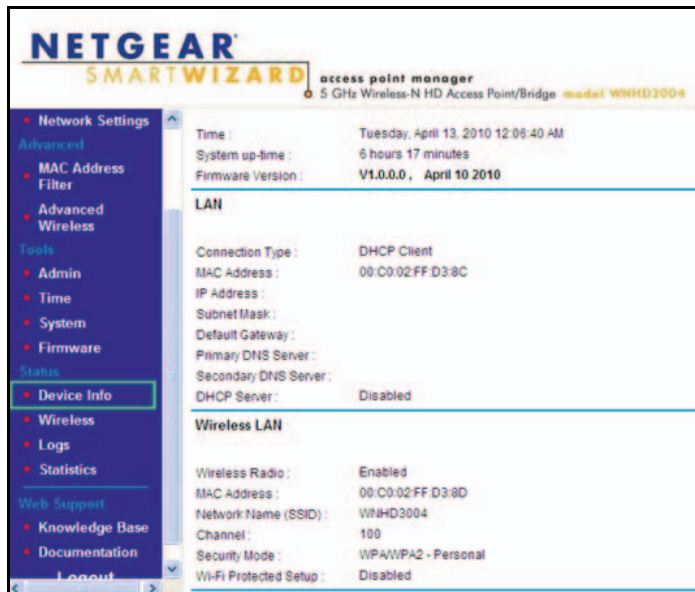 NETGEAR
SMARTWIZARD access point manager
5 GHz Wireless-N HD Access Point/Bridge model WNHD3004
Network Settings
Advanced
MAC Address
Filter
Advanced
Wireless
Tools
Admin
Time
System
Firmware
Status
Device Info
Wireless
Logs
Statistics
Web Support
Knowledge Base
Documentation
Logout
Time : Tuesday, April 13, 2010 12:06:40 AM
System up-time : 6 hours 17 minutes
Firmware Version : V1.0.0.0 , April 10 2010
LAN
Connection Type : DHCP Client
MAC Address : 00:C0:02:FF:D3:8C
IP Address :
Subnet Mask :
Default Gateway :
Primary DNS Server :
Secondary DNS Server :
DHCP Server : Disabled
Wireless LAN
Wireless Radio : Enabled
MAC Address : 00:C0:02:FF:D3:8D
Network Name (SSID) : WNHD3004
Channel : 100
Security Mode : WPA/WPA2 - Personal
Wi-Fi Protected Setup : Disabled